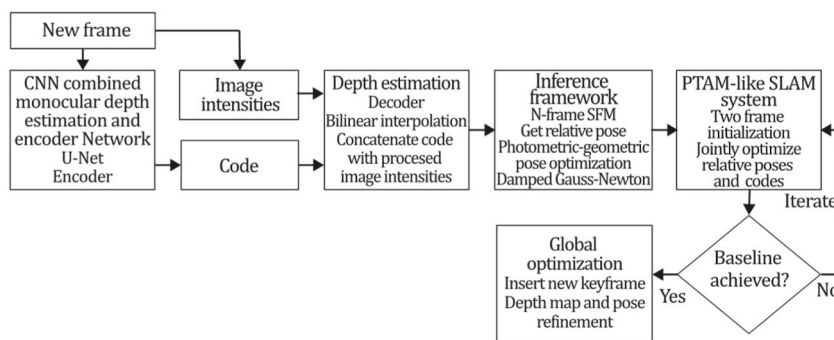 New frame
CNN combined
monocular depth
estimation and
encoder Network
U-Net
Encoder
Image
intensities
Code
Depth estimation
Decoder
Bilinear interpolation
Concatenate code
with procesed
image intensities
Inference
framework
N-frame SFM
Get relative pose
Photometric-geometric
pose optimization
Damped Gauss-Newton
PTAM-like SLAM
system
Two frame
initialization
Jointly optimize
relative poses
and codes
Iterate
Baseline
achieved?
Yes
No
Global
optimization
Insert new keyframe
Depth map and pose
refinement